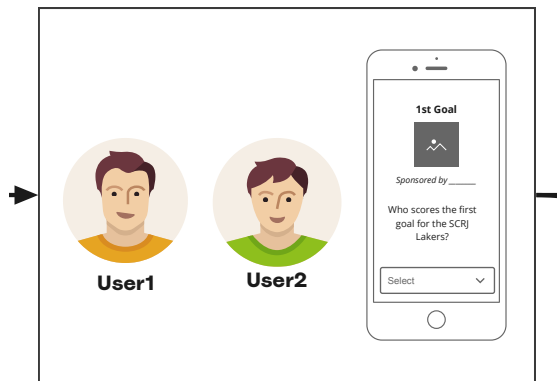 1st Goal
Sponsored by ______
Who scores the first
goal for the SCRJ
Lakers?
Select
User1
User2